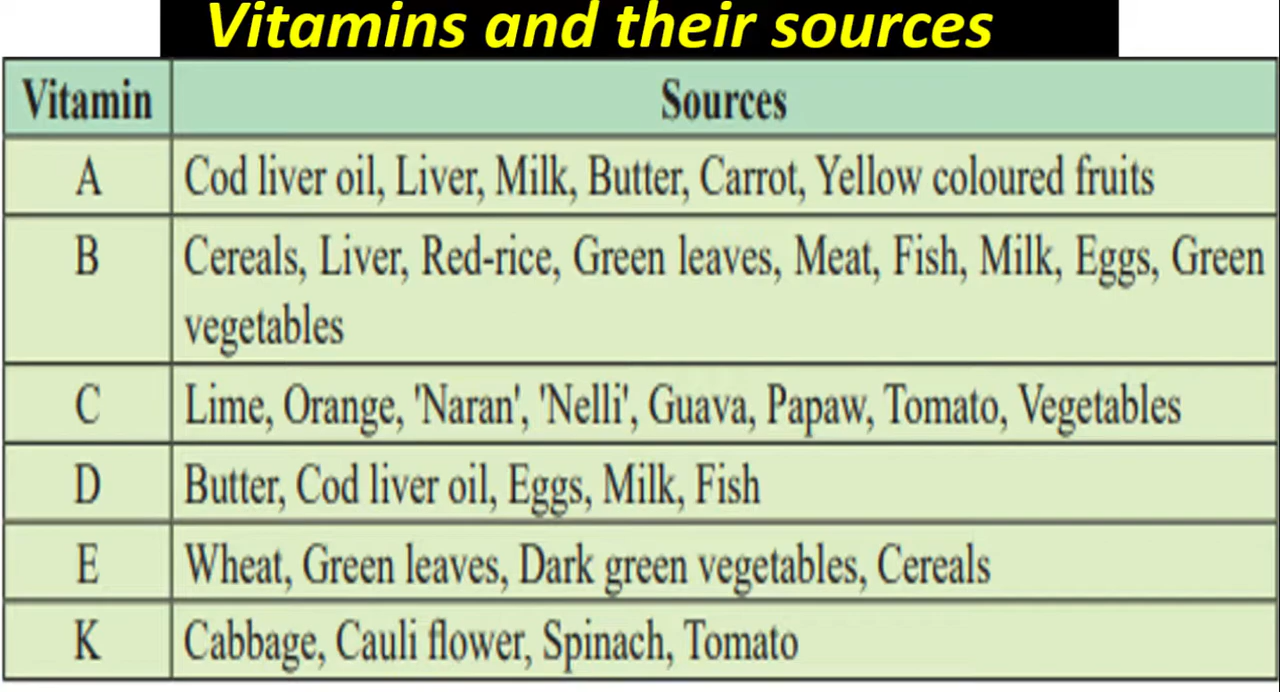 Vitamins and their sources
Vitamin Sources
A Cod liver oil, Liver, Milk, Butter, Carrot, Yellow coloured fruits
B Cereals, Liver, Red-rice, Green leaves, Meat, Fish, Milk, Eggs, Green
vegetables
C Lime, Orange, 'Naran', 'Nelli', Guava, Papaw, Tomato, Vegetables
D Butter, Cod liver oil, Eggs, Milk, Fish
E Wheat, Green leaves, Dark green vegetables, Cereals
K Cabbage, Cauli flower, Spinach, Tomato